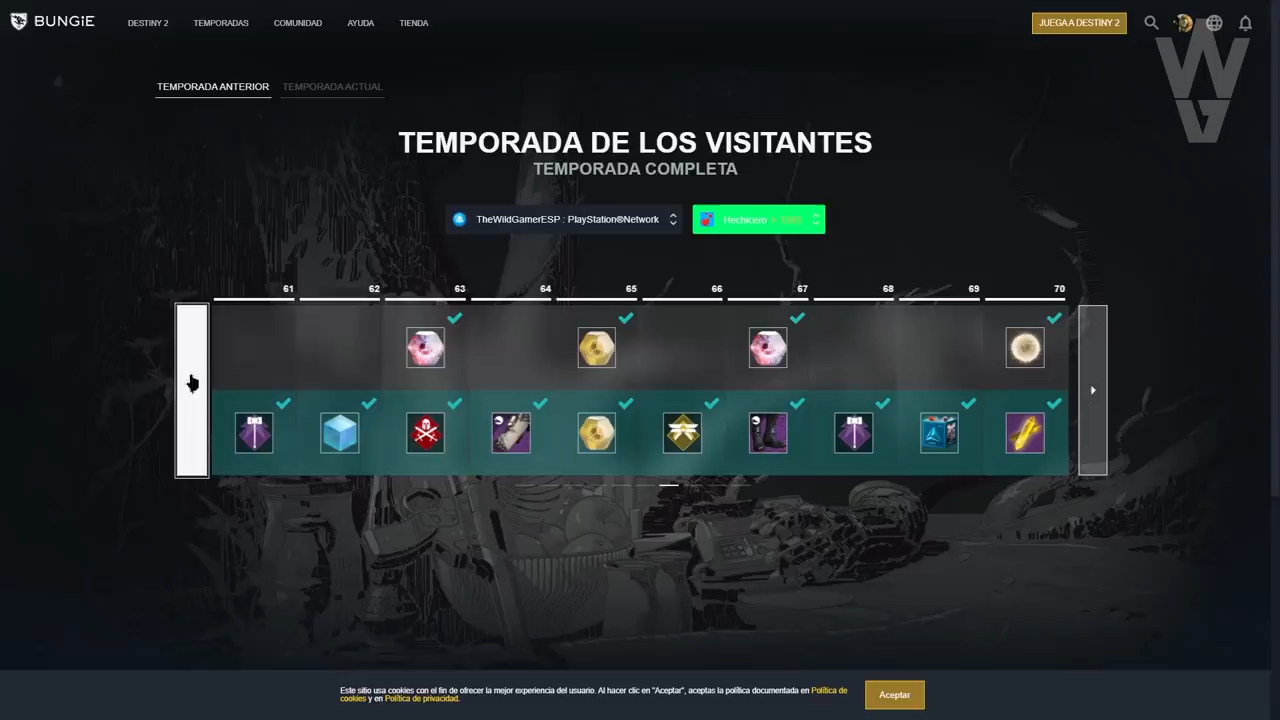 BUNGiE
DESTINY 2
TEMPORADAS
COMUNIDAD
AYUDA
TIENDA
JUEGA A DESTINY 2
WG
TEMPORADA ANTERIOR
TEMPORADA ACTUAL
TEMPORADA DE LOS VISITANTES
TEMPORADA COMPLETA
TheWildGamerESP : PlayStation®Network
Hechicero
61 62 63 64 65 66 67 68 69 70
Este sitio usa cookies con el fin de ofrecer la mejor experiencia del usuario. Al hacer clic en "Aceptar", aceptas la política documentada en Política de
cookies y en Política de privacidad.
Aceptar